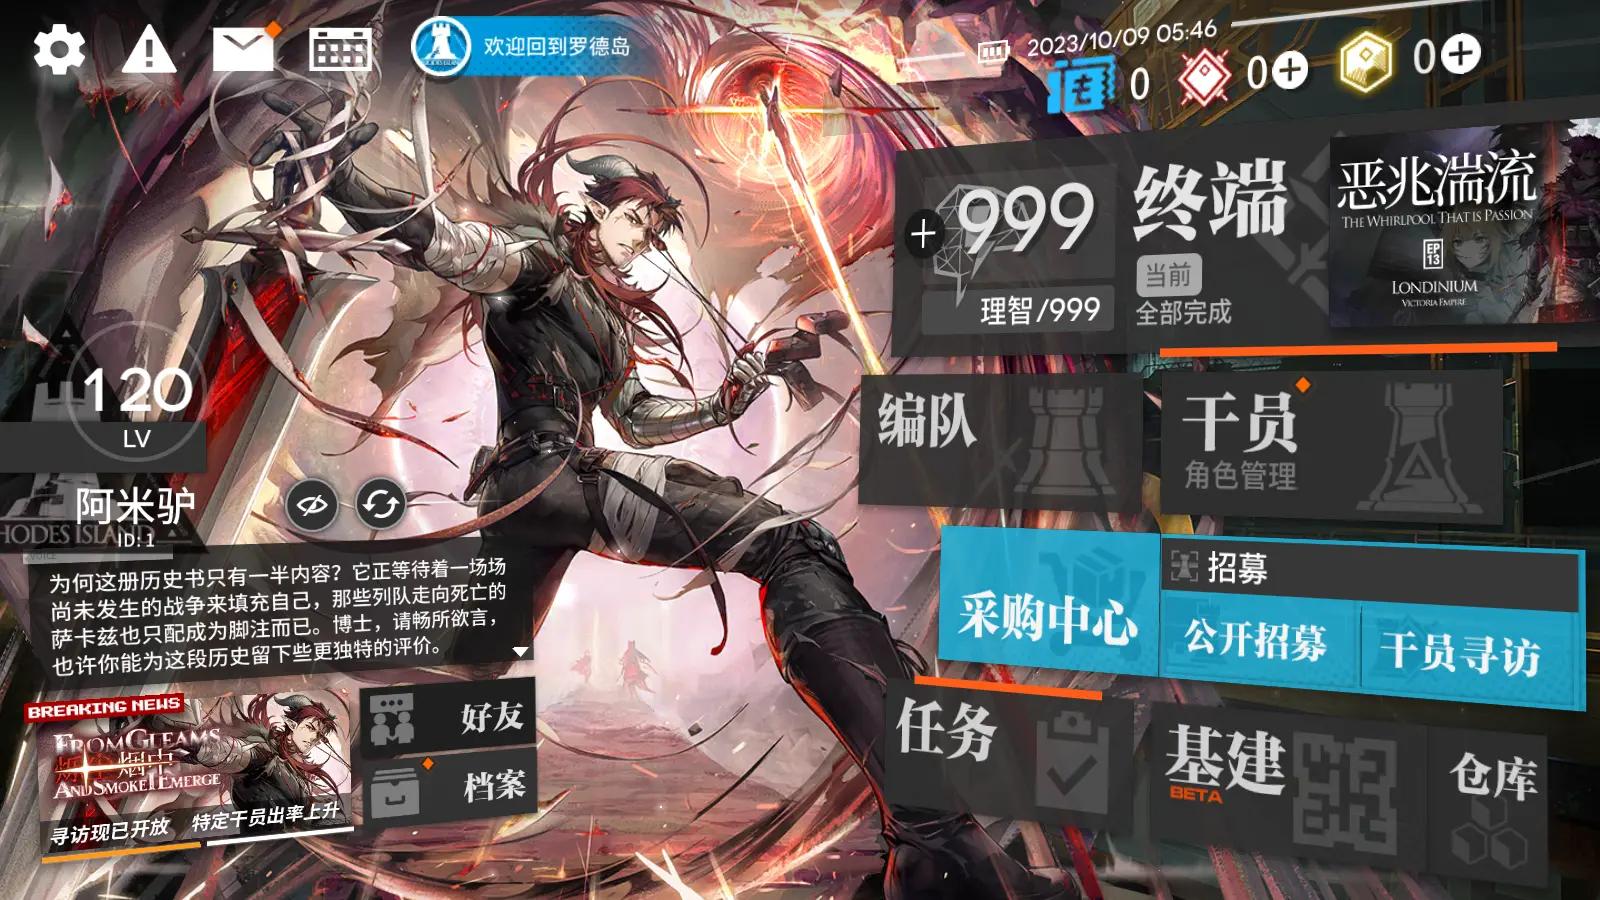 欢迎回到罗德岛
2023/10/09 05:46
0
0
0
999
理智/999
终端
当前
全部完成
恶兆湍流
THE WHIRLPOOL THAT IS PASSION
EP
13
LONDINIUM
VICTORIA EMPIRE
120
LV
阿米驴
HODES ISLAND
ID: 1
为何这册历史书只有一半内容？它正等待着一场场
尚未发生的战争来填充自己，那些列队走向死亡的
萨卡兹也只配成为脚注而已。博士，请畅所欲言，
也许你能为这段历史留下些更独特的评价。
编队
干员
角色管理
采购中心
招募
公开招募
干员寻访
任务
基建
BETA
仓库
BREAKING NEWS
FROM GLEAMS
AND SMOKE IT EMERGE
寻访现已开放
特定干员出率上升
好友
档案